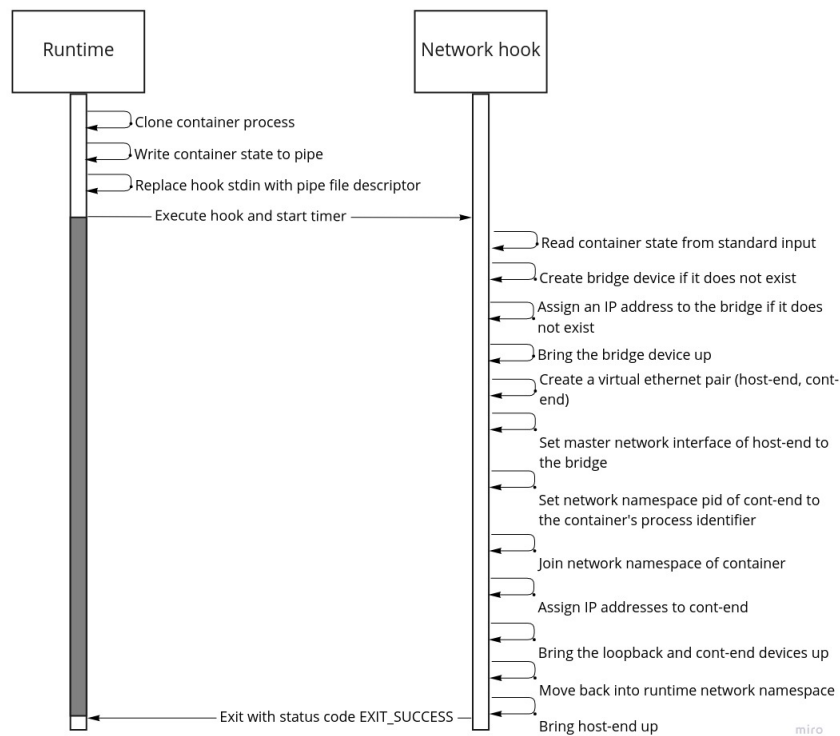 Runtime
Network hook
Clone container process
Write container state to pipe
Replace hook stdin with pipe file descriptor
Execute hook and start timer
Read container state from standard input
Create bridge device if it does not exist
Assign an IP address to the bridge if it does
not exist
Bring the bridge device up
Create a virtual ethernet pair (host-end, cont-
end)
Set master network interface of host-end to
the bridge
Set network namespace pid of cont-end to
the container's process identifier
Join network namespace of container
Assign IP addresses to cont-end
Bring the loopback and cont-end devices up
Move back into runtime network namespace
Exit with status code EXIT_SUCCESS
Bring host-end up
miro